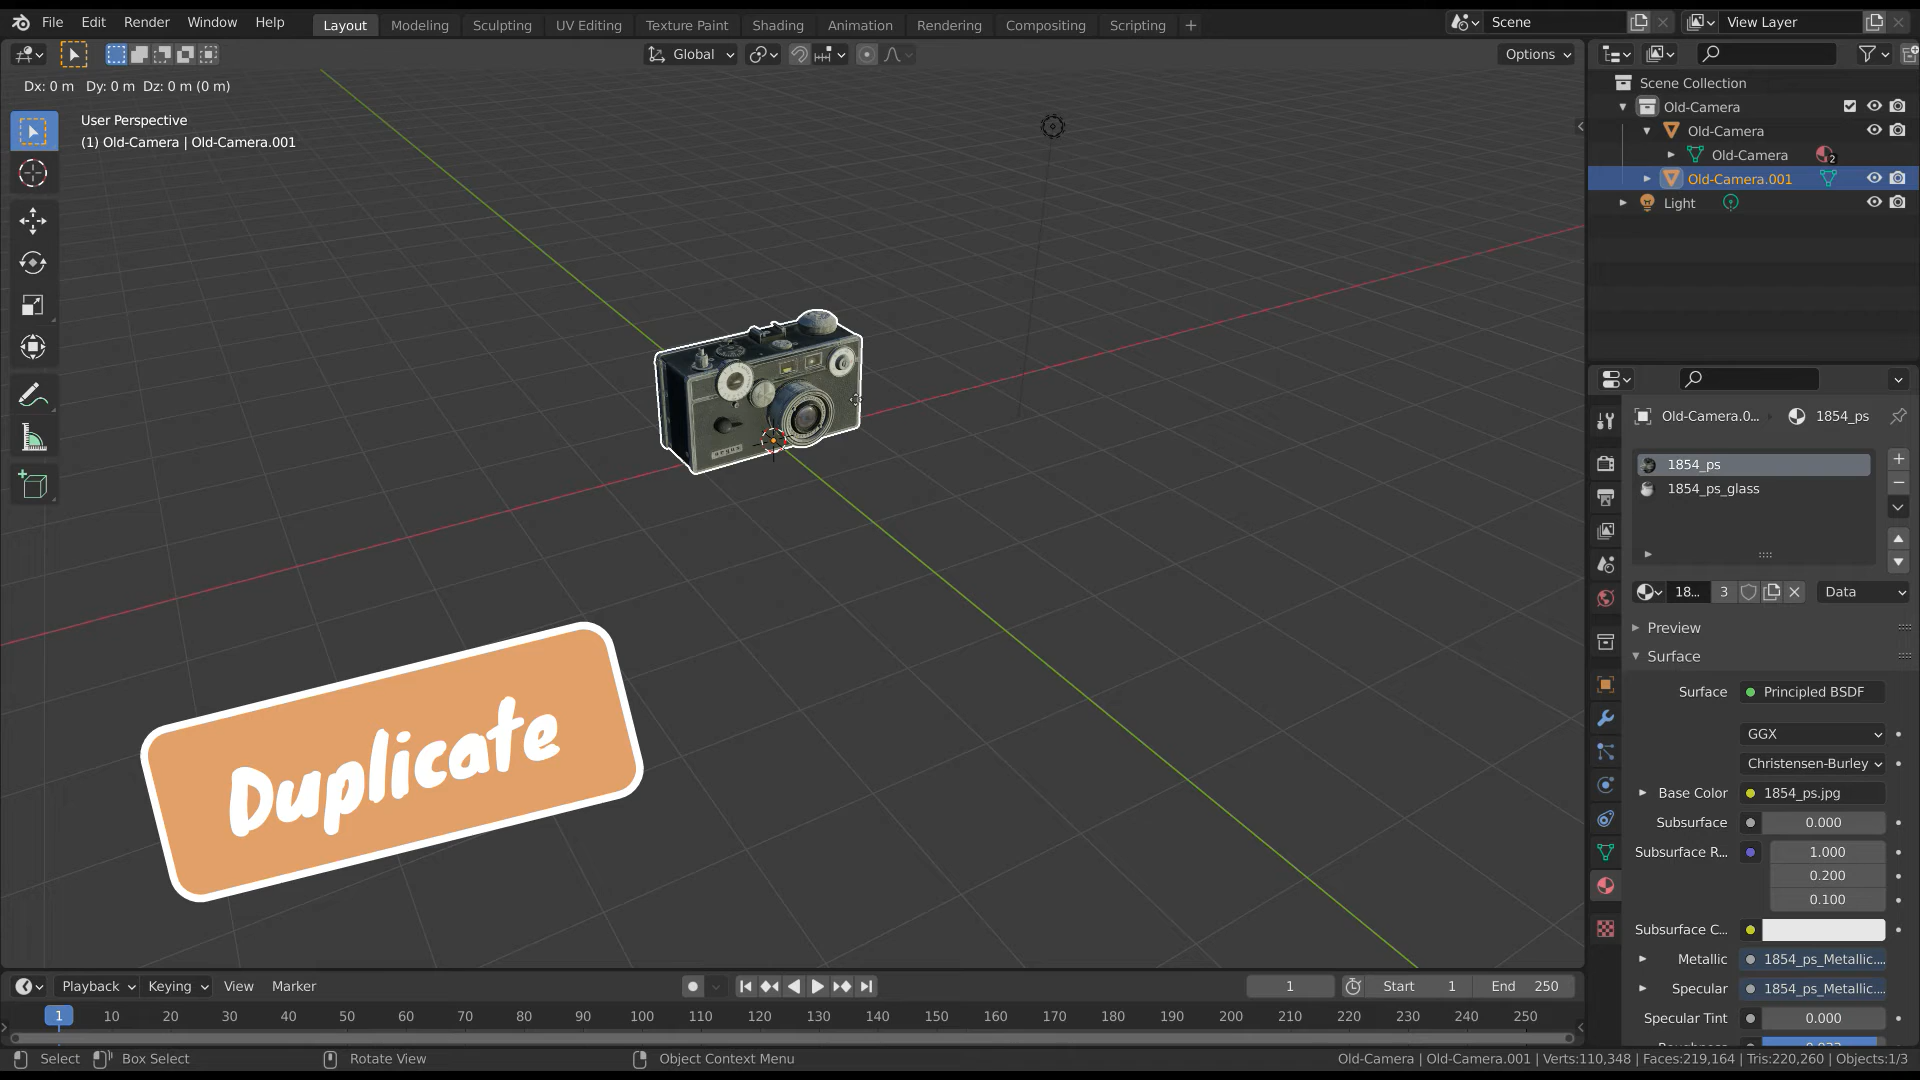 File Edit Render Window Help Layout Modeling Sculpting UV Editing Texture Paint Shading Animation Rendering Compositing Scripting Scene View Layer
Global Options
Dx: 0 m Dy: 0 m Dz: 0 m (0 m)
User Perspective
(1) Old-Camera | Old-Camera.001
Scene Collection
Old-Camera
Old-Camera
Old-Camera 2
Old-Camera.001
Light
Old-Camera.0... 1854_ps
1854_ps
1854_ps_glass
18... 3 Data
Preview
Surface
Surface Principled BSDF
GGX
Christensen-Burley
Base Color 1854_ps.jpg
Subsurface 0.000
Subsurface R... 1.000
0.200
0.100
Subsurface C...
Metallic 1854_ps_Metallic....
Specular 1854_ps_Metallic....
Specular Tint 0.000
Duplicate
Playback Keying View Marker 1 Start 1 End 250
1 10 20 30 40 50 60 70 80 90 100 110 120 130 140 150 160 170 180 190 200 210 220 230 240 250
Select Box Select Rotate View Object Context Menu Old-Camera | Old-Camera.001 | Verts:110,348 | Faces:219,164 | Tris:220,260 | Objects:1/3